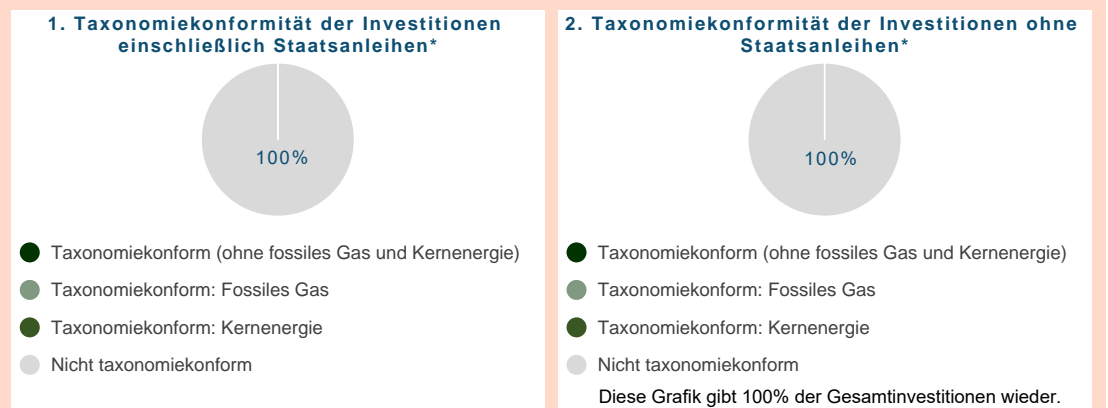 1. Taxonomiekonformität der Investitionen
einschließlich Staatsanleihen*
100%
Taxonomiekonform (ohne fossiles Gas und Kernenergie)
Taxonomiekonform: Fossiles Gas
Taxonomiekonform: Kernenergie
Nicht taxonomiekonform
2. Taxonomiekonformität der Investitionen ohne
Staatsanleihen*
100%
Taxonomiekonform (ohne fossiles Gas und Kernenergie)
Taxonomiekonform: Fossiles Gas
Taxonomiekonform: Kernenergie
Nicht taxonomiekonform
Diese Grafik gibt 100% der Gesamtinvestitionen wieder.